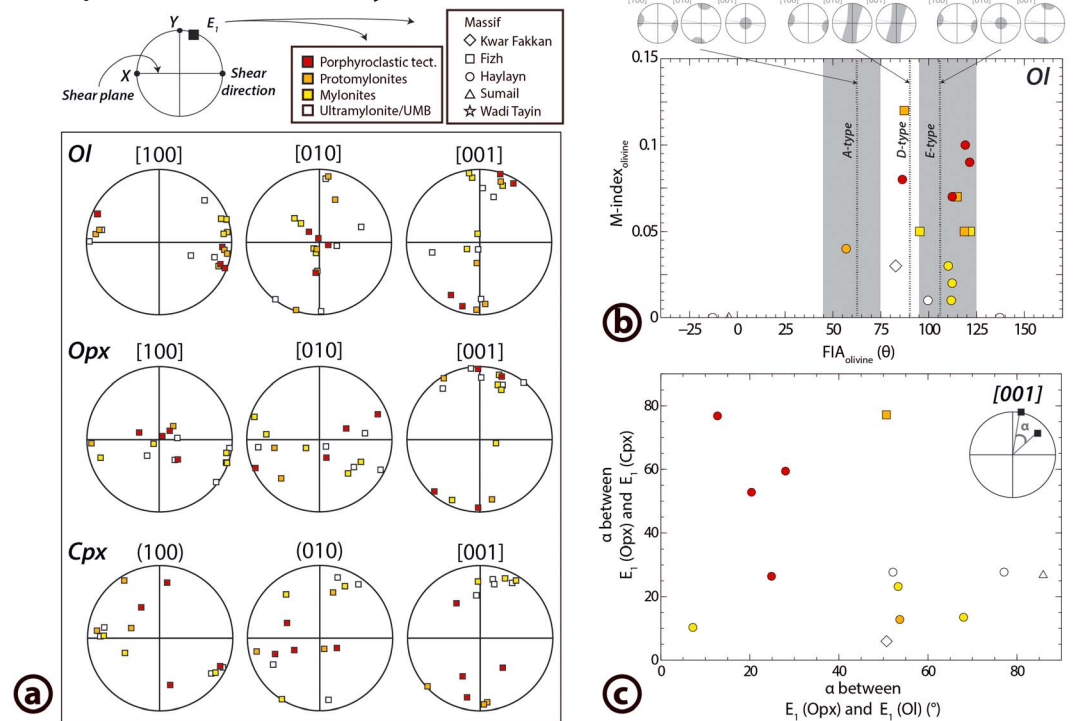 Y
E1
X
Shear plane
Shear direction
Porphyroclastic tect.
Protomylonites
Mylonites
Ultramylonite/UMB
Massif
Kwar Fakkan
Fizh
Haylayn
Sumail
Wadi Tayin
Ol
[100]
[010]
[001]
Opx
[100]
[010]
[001]
Cpx
(100)
(010)
[001]
a
Ol
0.15
0.1
0.05
0
M-index olivine
A-type
D-type
E-type
−25
0
25
50
75
100
125
150
FIA olivine (θ)
b
[001]
α
80
60
40
20
0
α between
E1 (Opx) and E1 (Cpx)
0
20
40
60
80
α between
E1 (Opx) and E1 (Ol) (°)
c